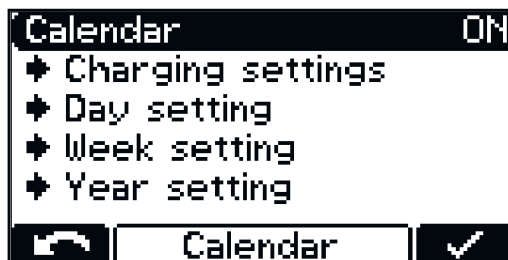 Calendar ON
Charging settings
Day setting
Week setting
Year setting
Calendar